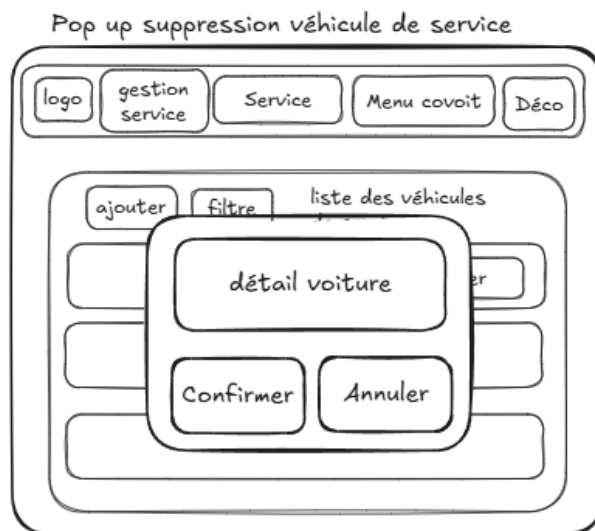 Pop up suppression véhicule de service
logo
gestion
service
Service
Menu covoit
Déco
ajouter
filtre
liste des véhicules
détail voiture
er
Confirmer
Annuler